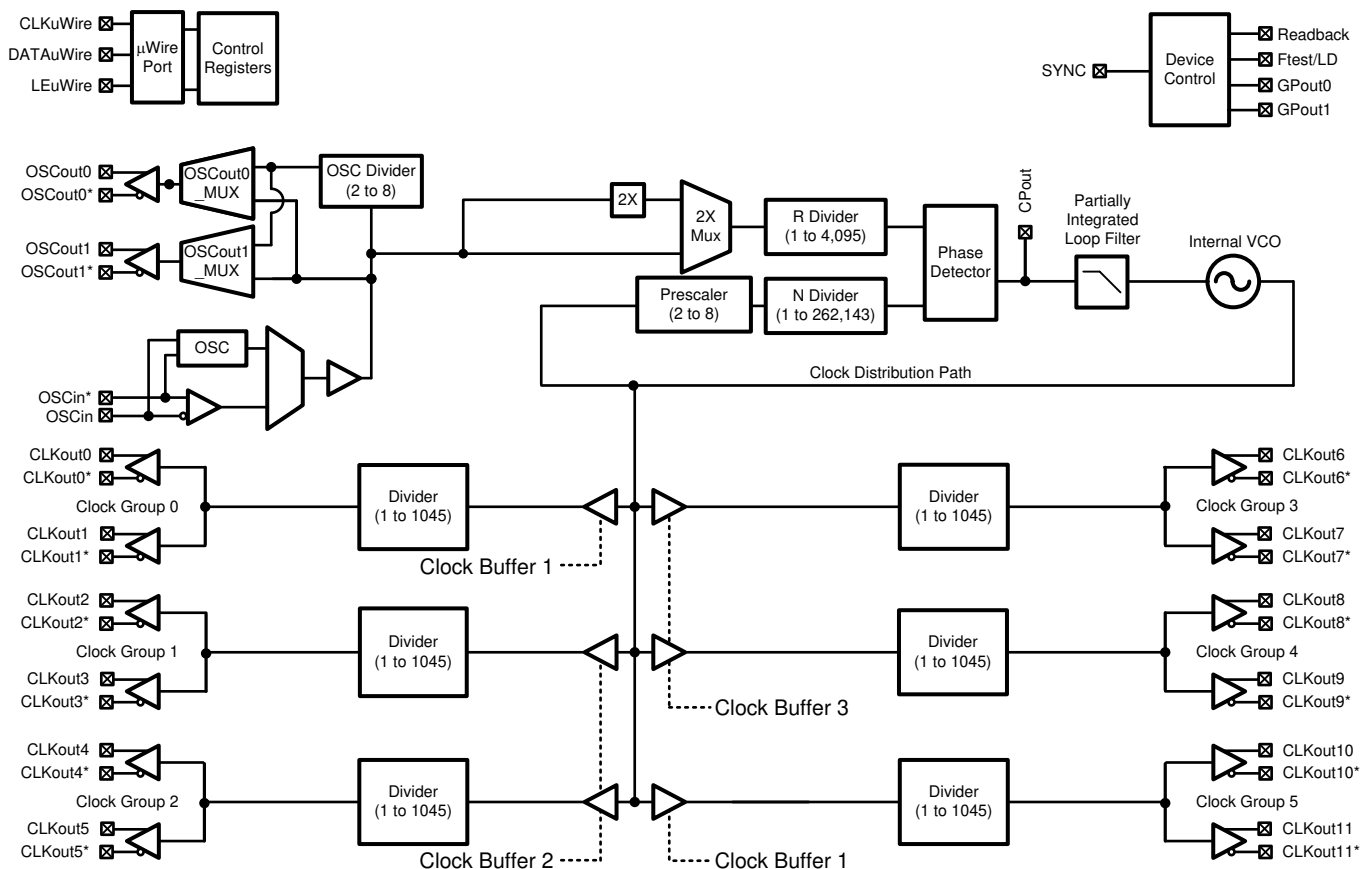 CLKuWire
DATAuWire
LEuWire
µWire
Port
Control
Registers
SYNC
Device
Control
Readback
Ftest/LD
GPout0
GPout1
OSCout0
OSCout0*
OSCout0
_MUX
OSC Divider
(2 to 8)
OSCout1
OSCout1*
OSCout1
_MUX
2X
2X
Mux
R Divider
(1 to 4,095)
Prescaler
(2 to 8)
N Divider
(1 to 262,143)
Phase
Detector
CPout
Partially
Integrated
Loop Filter
Internal VCO
OSC
OSCin*
OSCin
Clock Distribution Path
CLKout0
CLKout0*
Clock Group 0
CLKout1
CLKout1*
Divider
(1 to 1045)
Clock Buffer 1
Divider
(1 to 1045)
CLKout6
CLKout6*
Clock Group 3
CLKout7
CLKout7*
CLKout2
CLKout2*
Clock Group 1
CLKout3
CLKout3*
Divider
(1 to 1045)
Clock Buffer 3
Divider
(1 to 1045)
CLKout8
CLKout8*
Clock Group 4
CLKout9
CLKout9*
CLKout4
CLKout4*
Clock Group 2
CLKout5
CLKout5*
Divider
(1 to 1045)
Clock Buffer 2
Clock Buffer 1
Divider
(1 to 1045)
CLKout10
CLKout10*
Clock Group 5
CLKout11
CLKout11*